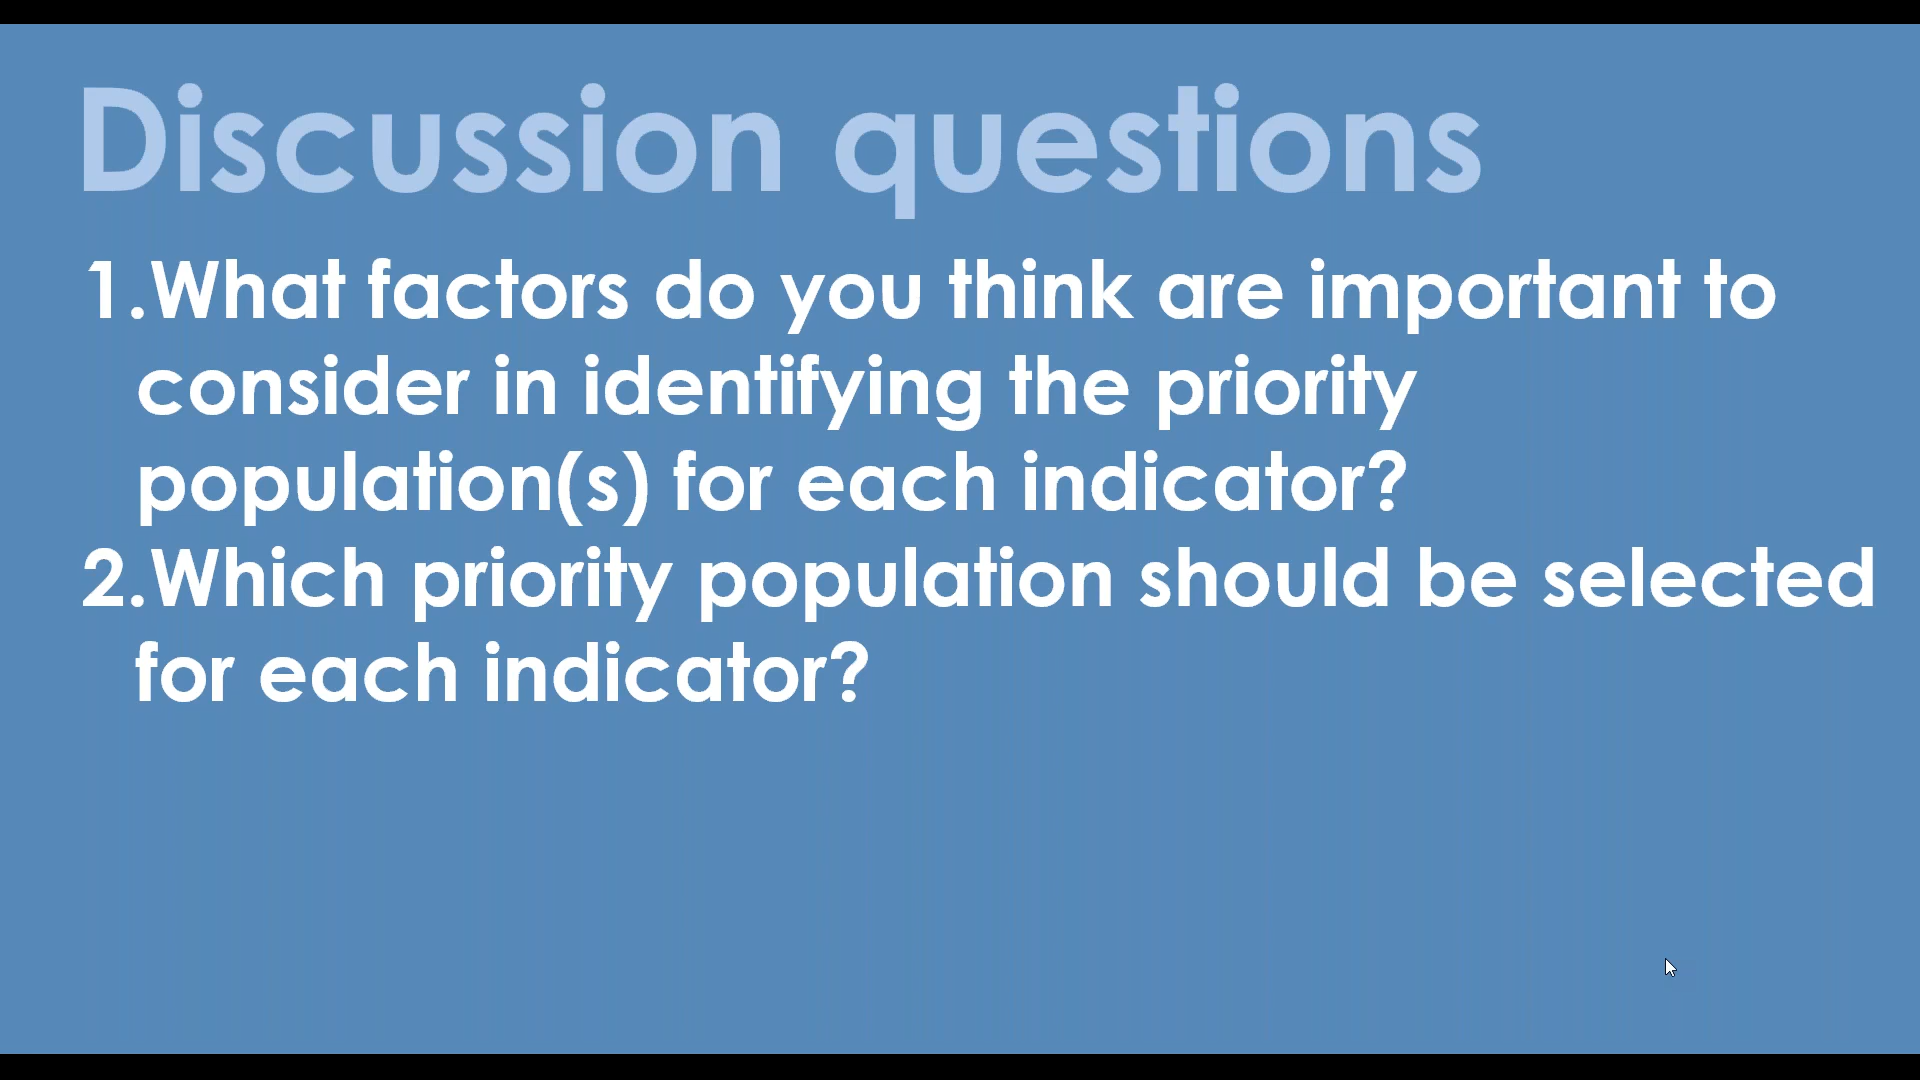 Discussion questions
1.What factors do you think are important to
consider in identifying the priority
population(s) for each indicator?
2.Which priority population should be selected
for each indicator?